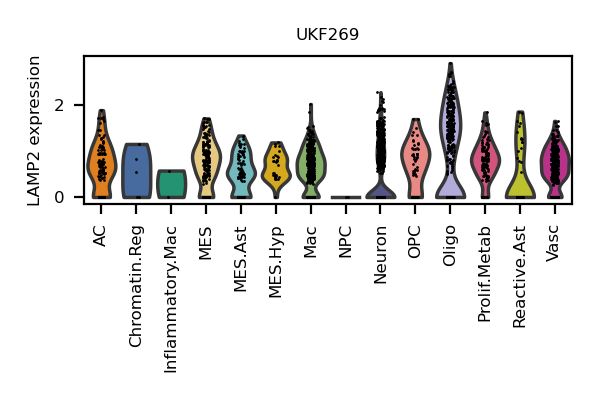 UKF269
LAMP2 expression
2
0
AC
Chromatin.Reg
Inflammatory.Mac
MES
MES.Ast
MES.Hyp
Mac
NPC
Neuron
OPC
Oligo
Prolif.Metab
Reactive.Ast
Vasc